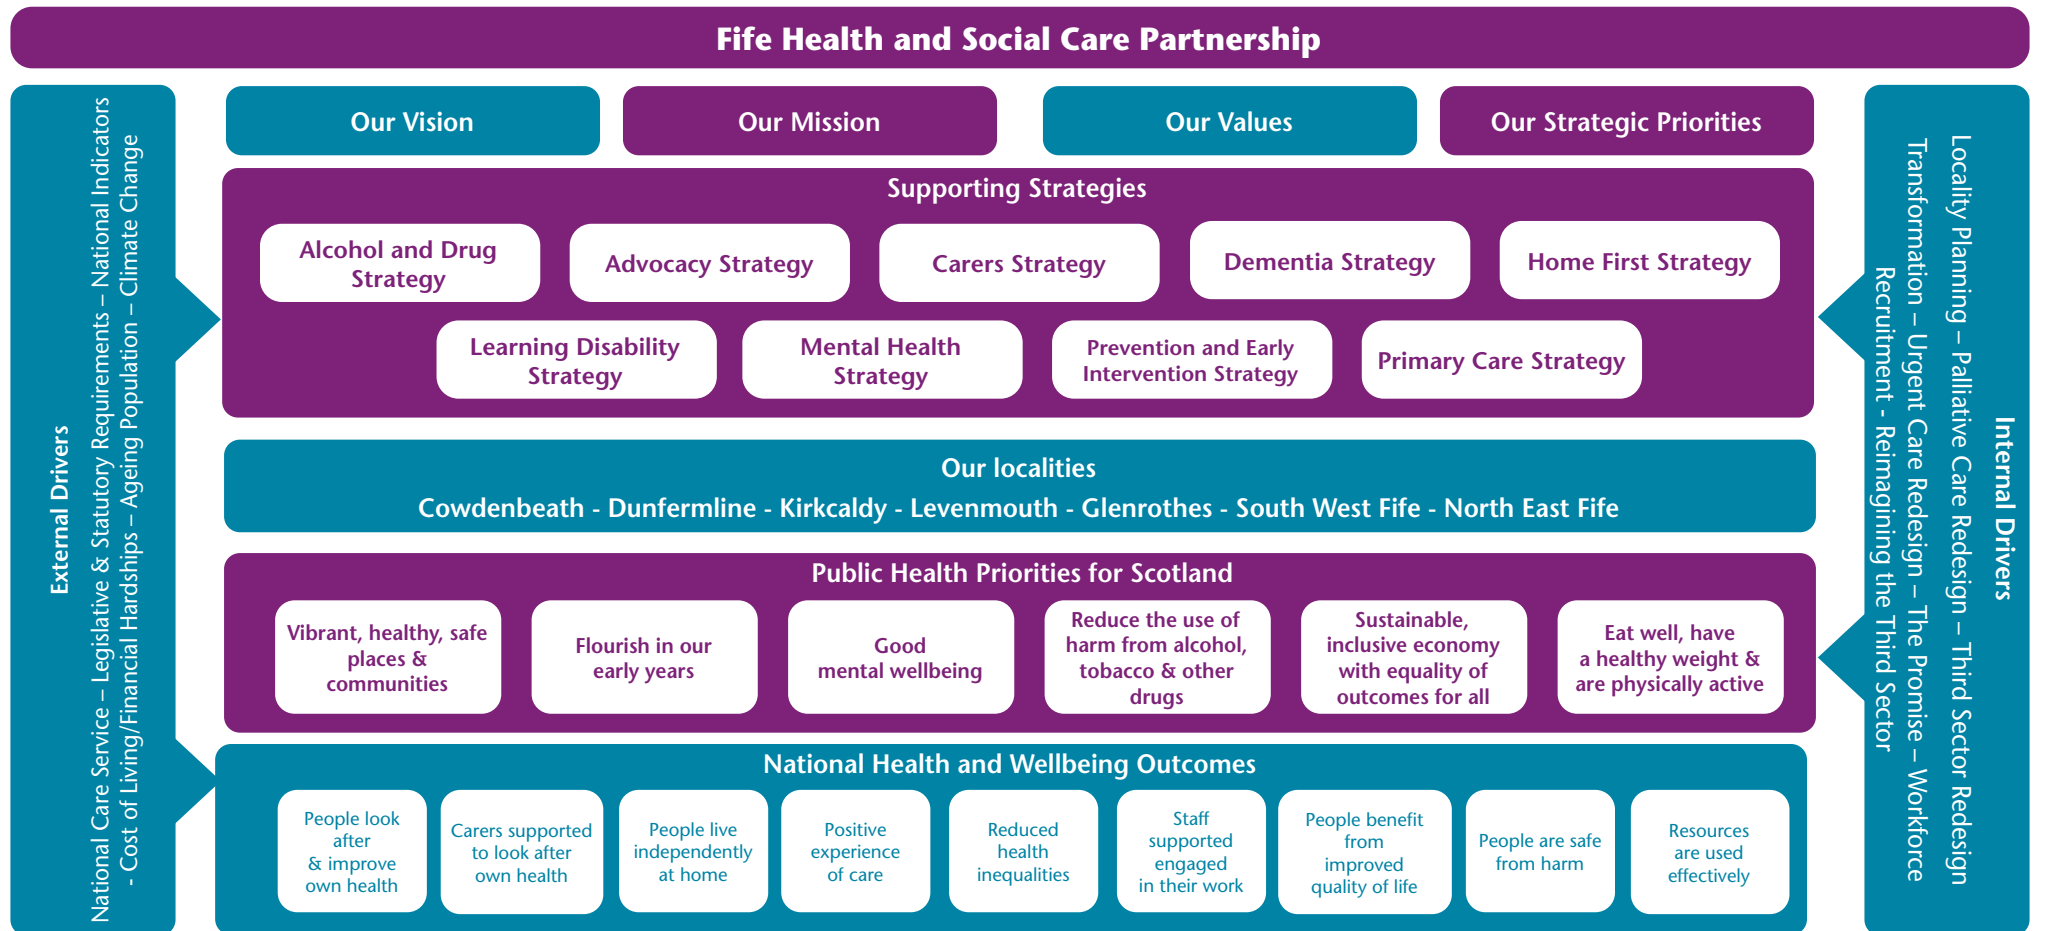 Fife Health and Social Care Partnership
External Drivers
National Care Service – Legislative & Statutory Requirements – National Indicators
- Cost of Living/Financial Hardships – Ageing Population – Climate Change
Our Vision
Our Mission
Our Values
Our Strategic Priorities
Supporting Strategies
Alcohol and Drug
Strategy
Advocacy Strategy
Carers Strategy
Dementia Strategy
Home First Strategy
Learning Disability
Strategy
Mental Health
Strategy
Prevention and Early
Intervention Strategy
Primary Care Strategy
Our localities
Cowdenbeath - Dunfermline - Kirkcaldy - Levenmouth - Glenrothes - South West Fife - North East Fife
Public Health Priorities for Scotland
Vibrant, healthy, safe
places &
communities
Flourish in our
early years
Good
mental wellbeing
Reduce the use of
harm from alcohol,
tobacco & other
drugs
Sustainable,
inclusive economy
with equality of
outcomes for all
Eat well, have
a healthy weight &
are physically active
National Health and Wellbeing Outcomes
People look
after
& improve
own health
Carers supported
to look after
own health
People live
independently
at home
Positive
experience
of care
Reduced
health
inequalities
Staff
supported
engaged
in their work
People benefit
from
improved
quality of life
People are safe
from harm
Resources
are used
effectively
Internal Drivers
Locality Planning – Palliative Care Redesign – Third Sector Redesign
Transformation – Urgent Care Redesign – The Promise – Workforce
Recruitment - Reimagining the Third Sector